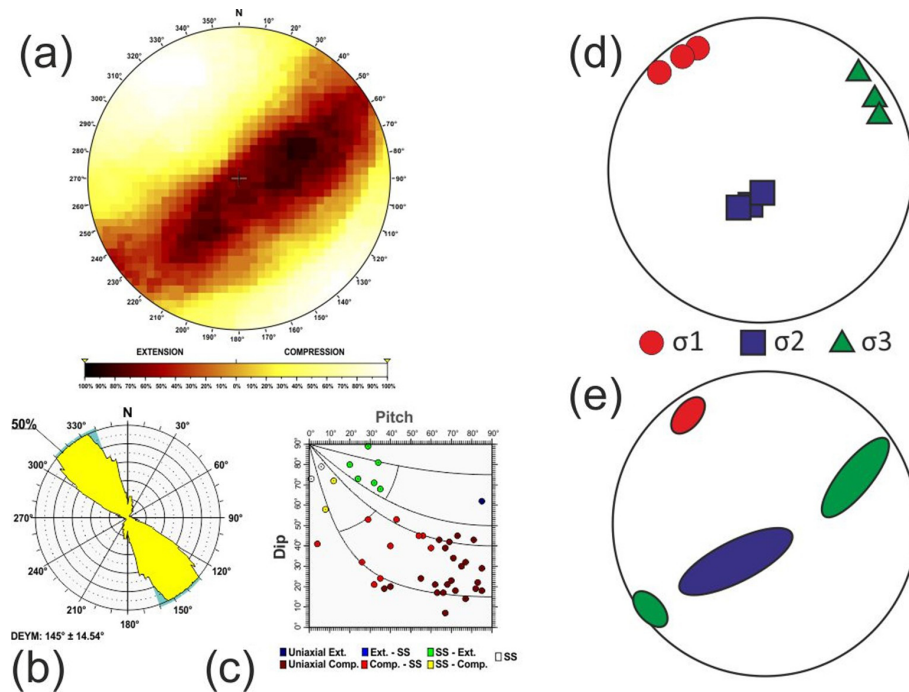 (a)
N
350° 10°
340° 20°
330° 30°
320° 40°
310° 50°
300° 60°
290° 70°
280° 80°
270° 90°
260° 100°
250° 110°
240° 120°
230° 130°
220° 140°
210° 150°
200° 160°
190° 180° 170°
EXTENSION COMPRESSION
100% 90% 80% 70% 60% 50% 40% 30% 20% 10% 0% 10% 20% 30% 40% 50% 60% 70% 80% 90% 100%
(b)
N
50%
330° 30°
300° 60°
270° 90°
240° 120°
210° 150°
180°
DEYM: 145° ± 14.54°
(c)
Pitch
0° 10° 20° 30° 40° 50° 60° 70° 80° 90°
Dip
90°
80°
70°
60°
50°
40°
30°
20°
10°
0°
Uniaxial Ext. Ext. - SS SS - Ext. SS
Uniaxial Comp. Comp. - SS SS - Comp.
(d)
σ1 σ2 σ3
(e)